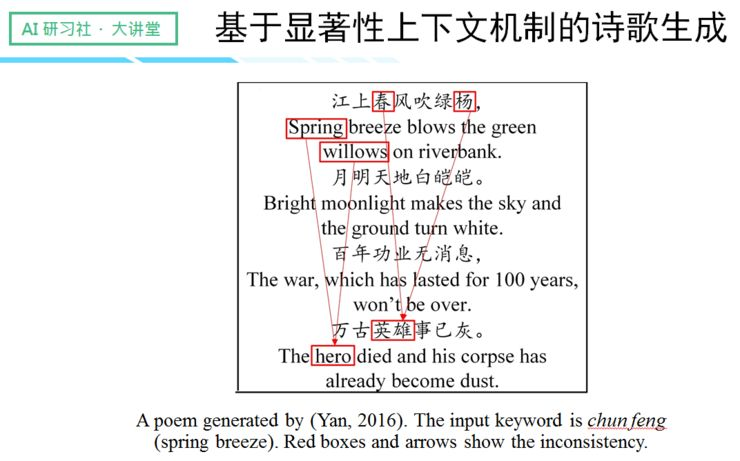 AI 研习社 · 大讲堂
基于显著性上下文机制的诗歌生成
江上春风吹绿杨，
Spring breeze blows the green
willows on riverbank.
月明天地白皑皑。
Bright moonlight makes the sky and
the ground turn white.
百年功业无消息，
The war, which has lasted for 100 years,
won't be over.
万古英雄事已灰。
The hero died and his corpse has
already become dust.
A poem generated by (Yan, 2016). The input keyword is chun feng
(spring breeze). Red boxes and arrows show the inconsistency.